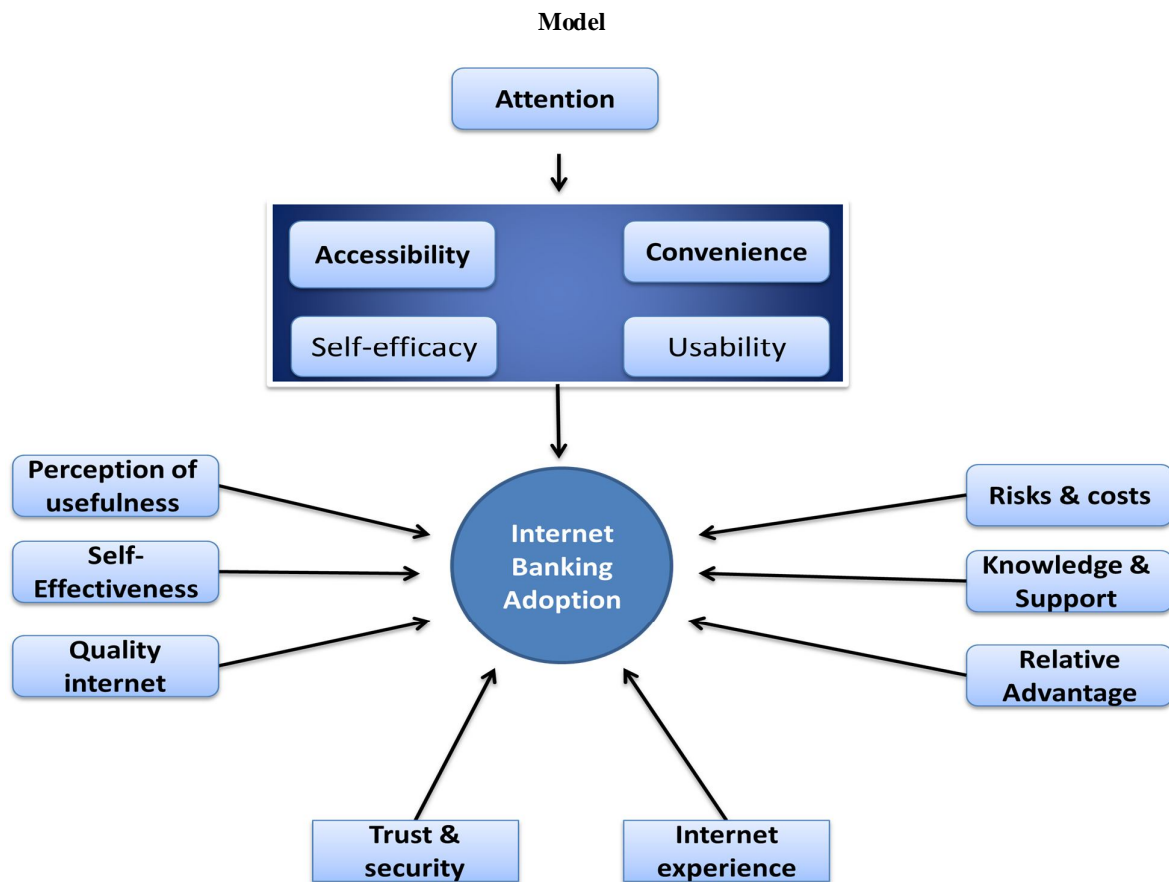 Model
Attention
Accessibility
Convenience
Self-efficacy
Usability
Perception of
usefulness
Self-
Effectiveness
Quality
internet
Internet
Banking
Adoption
Risks & costs
Knowledge &
Support
Relative
Advantage
Trust &
security
Internet
experience